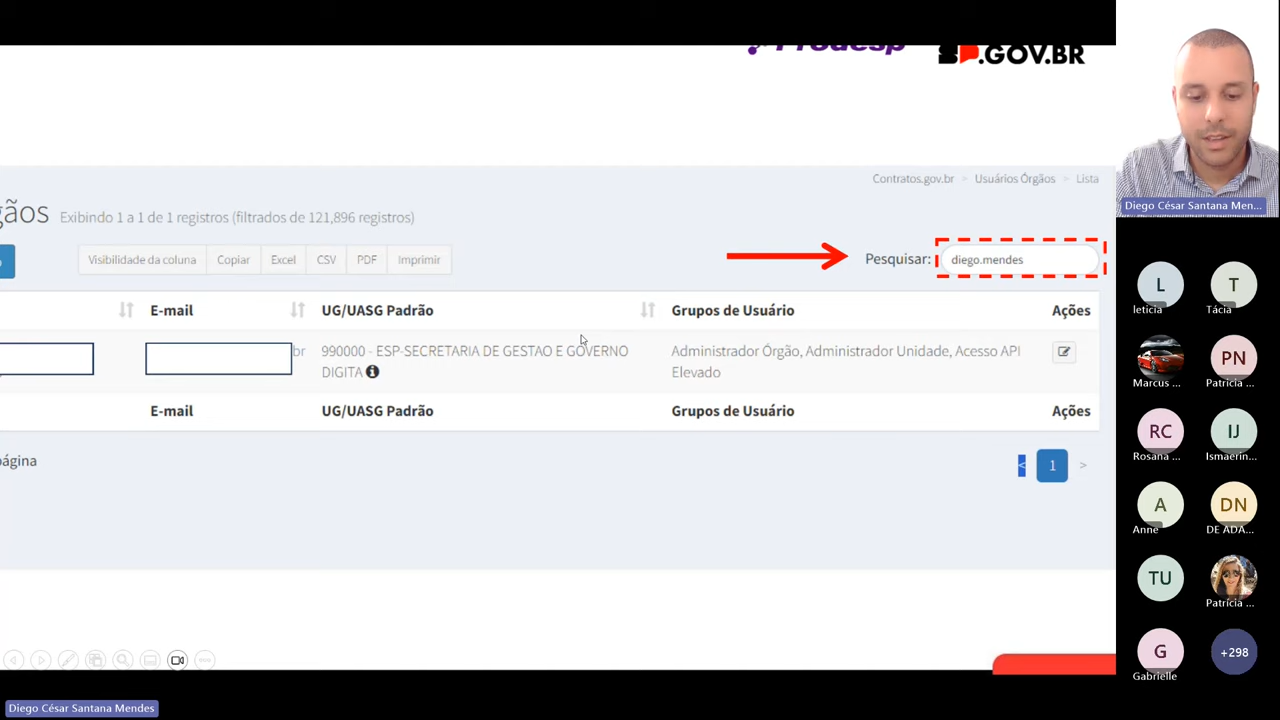 Prodesp
SP.GOV.BR
Contratos.gov.br > Usuários Órgãos > Lista
gãos Exibindo 1 a 1 de 1 registros (filtrados de 121,896 registros)
Visibilidade da coluna Copiar Excel CSV PDF Imprimir
Pesquisar: diego.mendes
E-mail UG/UASG Padrão Grupos de Usuário Ações
br 990000 - ESP-SECRETARIA DE GESTAO E GOVERNO Administrador Órgão, Administrador Unidade, Acesso API
DIGITA Elevado
E-mail UG/UASG Padrão Grupos de Usuário Ações
página
< 1 >
Diego César Santana Mendes
Diego César Santana Men...
L T
leticia Tácia
PN
Marcus ... Patrícia ...
RC IJ
Rosana ... Ismaerin...
A DN
Anne DE ADA...
TU
Patrícia ...
G +298
Gabrielle